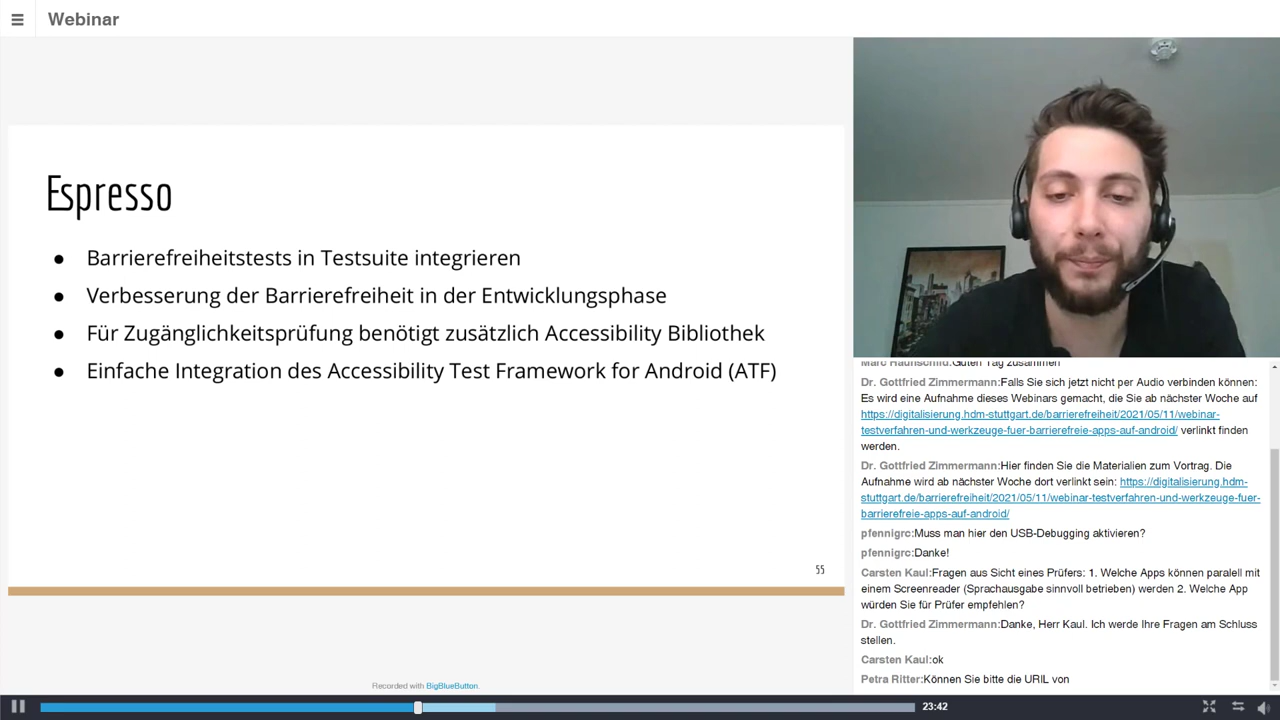 Webinar
Espresso
● Barrierefreiheitstests in Testsuite integrieren
● Verbesserung der Barrierefreiheit in der Entwicklungsphase
● Für Zugänglichkeitsprüfung benötigt zusätzlich Accessibility Bibliothek
● Einfache Integration des Accessibility Test Framework for Android (ATF)
55
Recorded with BigBlueButton.
Marc Haunschild:Guten Tag zusammen
Dr. Gottfried Zimmermann:Falls Sie sich jetzt nicht per Audio verbinden können:
Es wird eine Aufnahme dieses Webinars gemacht, die Sie ab nächster Woche auf
https://digitalisierung.hdm-stuttgart.de/barrierefreiheit/2021/05/11/webinar-
testverfahren-und-werkzeuge-fuer-barrierefreie-apps-auf-android/ verlinkt finden
werden.
Dr. Gottfried Zimmermann:Hier finden Sie die Materialien zum Vortrag. Die
Aufnahme wird ab nächster Woche dort verlinkt sein: https://digitalisierung.hdm-
stuttgart.de/barrierefreiheit/2021/05/11/webinar-testverfahren-und-werkzeuge-fuer-
barrierefreie-apps-auf-android/
pfennigrc:Muss man hier den USB-Debugging aktivieren?
pfennigrc:Danke!
Carsten Kaul:Fragen aus Sicht eines Prüfers: 1. Welche Apps können paralell mit
einem Screenreader (Sprachausgabe sinnvoll betrieben) werden 2. Welche App
würden Sie für Prüfer empfehlen?
Dr. Gottfried Zimmermann:Danke, Herr Kaul. Ich werde Ihre Fragen am Schluss
stellen.
Carsten Kaul:ok
Petra Ritter:Können Sie bitte die URIL von
23:42